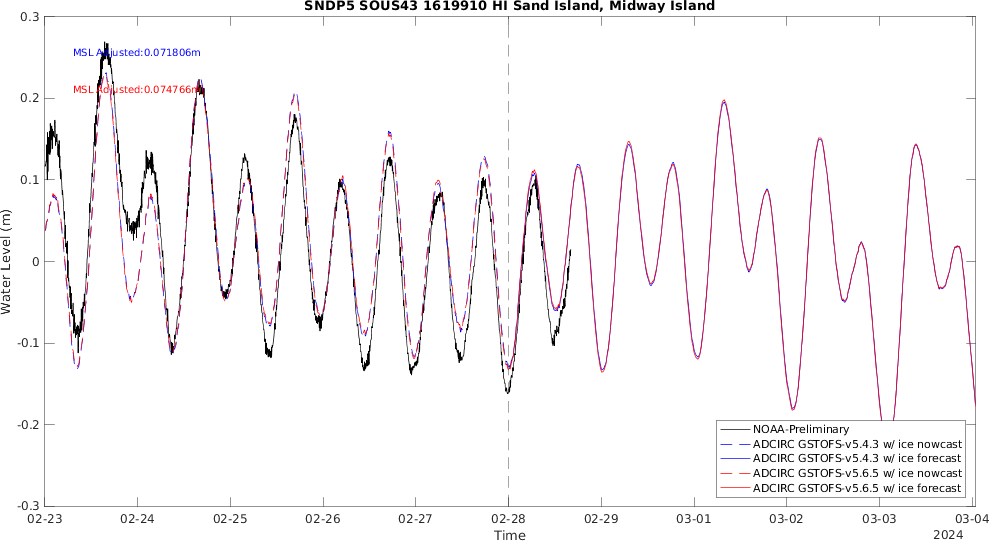 SNDP5 SOUS43 1619910 HI Sand Island, Midway Island
MSL Adjusted:0.071806m
MSL Adjusted:0.074766m
Water Level (m)
0.3
0.2
0.1
0
-0.1
-0.2
-0.3
NOAA-Preliminary
ADCIRC GSTOFS-v5.4.3 w/ ice nowcast
ADCIRC GSTOFS-v5.4.3 w/ ice forecast
ADCIRC GSTOFS-v5.6.5 w/ ice nowcast
ADCIRC GSTOFS-v5.6.5 w/ ice forecast
02-23 02-24 02-25 02-26 02-27 02-28 02-29 03-01 03-02 03-03 03-04
Time
2024